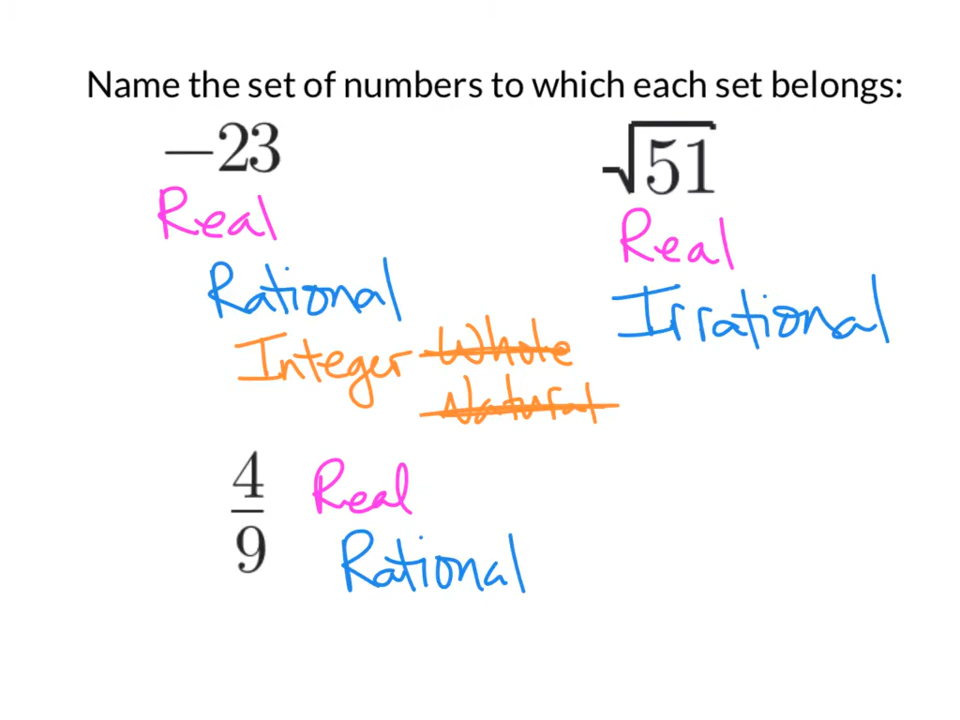 Name the set of numbers to which each set belongs:
−23
Real
Rational
Integer Whole
Natural
√51
Real
Irrational
4/9 Real
Rational